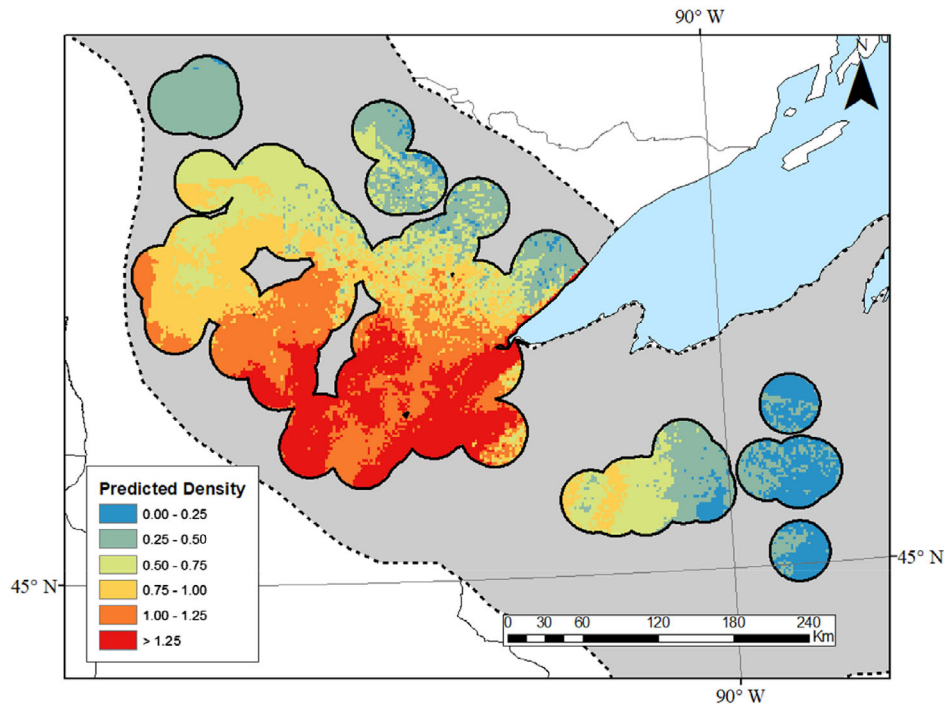 90° W
N
Predicted Density
0.00 - 0.25
0.25 - 0.50
0.50 - 0.75
0.75 - 1.00
1.00 - 1.25
> 1.25
45° N
45° N
0 30 60 120 180 240
Km
90° W